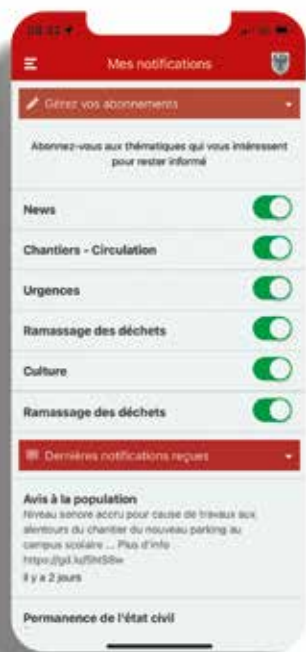 Mes notifications
Gérez vos abonnements
Abonnez-vous aux thématiques qui vous intéressent
pour rester informé
News
Chantiers - Circulation
Urgences
Ramassage des déchets
Culture
Ramassage des déchets
Dernières notifications reçues
Avis à la population
Niveau sonore accru pour cause de travaux aux
alentours du chantier du nouveau parking au
campus scolaire ... Plus d'info
il y a 2 jours
Permanence de l'état civil